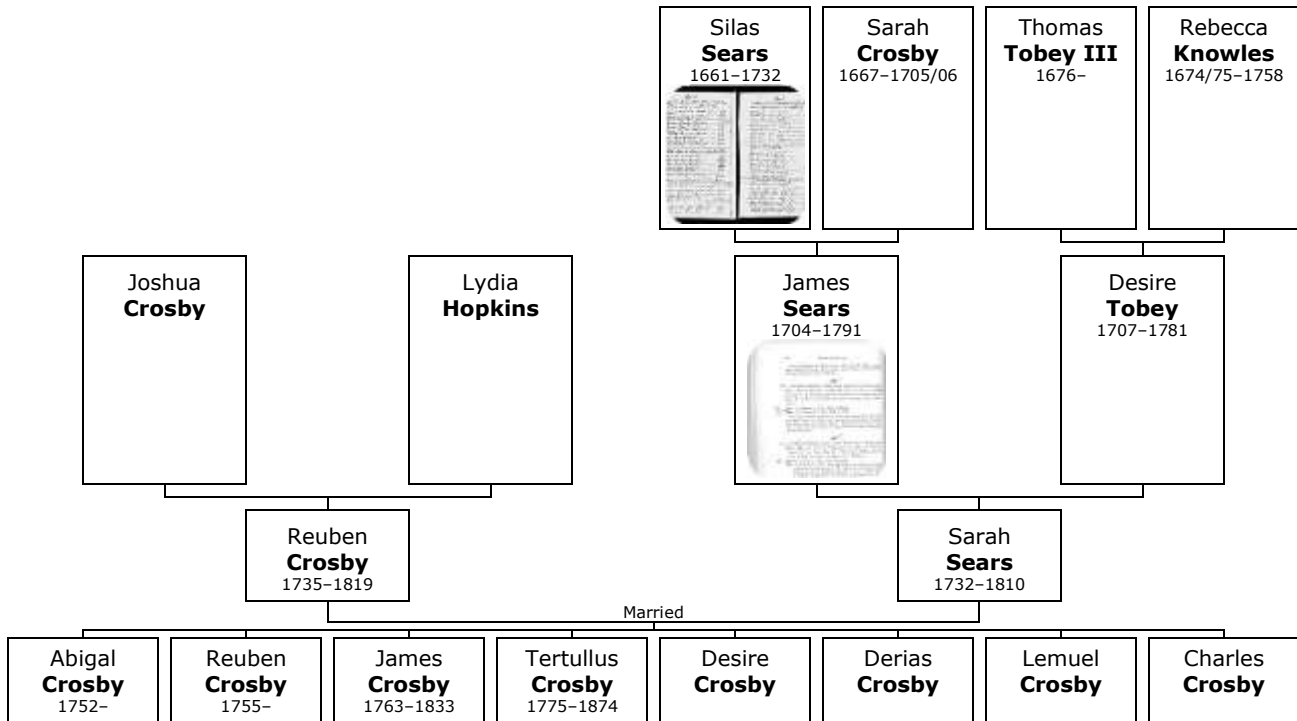 Silas
Sears
1661–1732
Sarah
Crosby
1667–1705/06
Thomas
Tobey III
1676–
Rebecca
Knowles
1674/75–1758
Joshua
Crosby
Lydia
Hopkins
James
Sears
1704–1791
Desire
Tobey
1707–1781
Reuben
Crosby
1735–1819
Sarah
Sears
1732–1810
Married
Abigal
Crosby
1752–
Reuben
Crosby
1755–
James
Crosby
1763–1833
Tertullus
Crosby
1775–1874
Desire
Crosby
Derias
Crosby
Lemuel
Crosby
Charles
Crosby